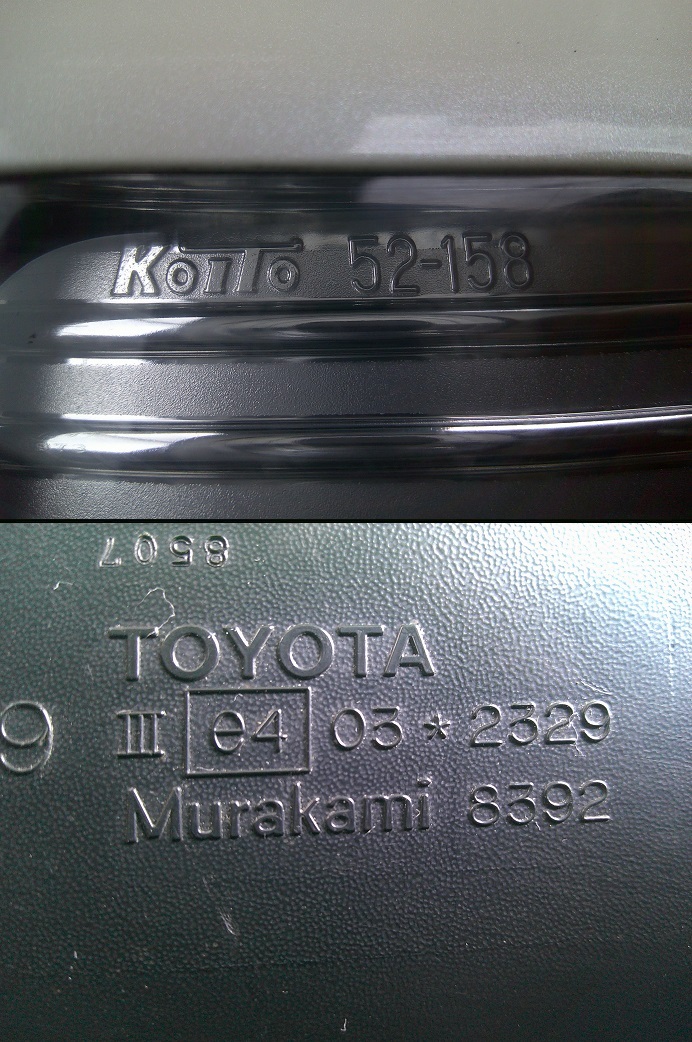 KoiTo 52-158
8507
TOYOTA
9 III e4 03*2329
Murakami 8392